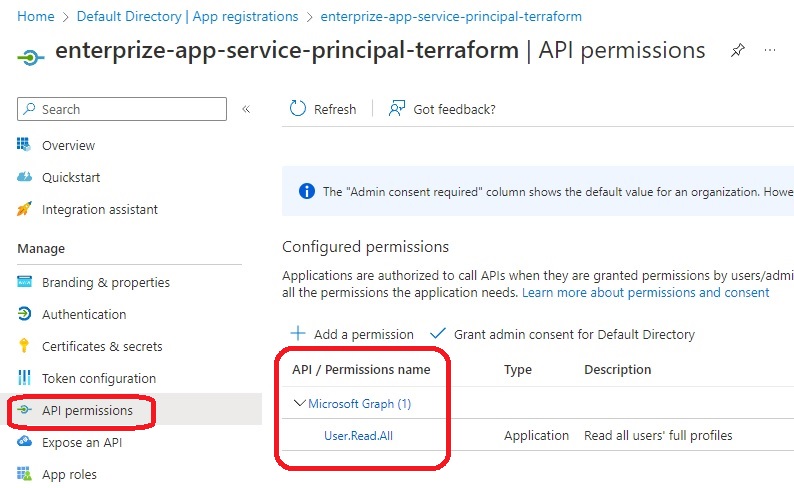 Home > Default Directory | App registrations > enterprize-app-service-principal-terraform
enterprize-app-service-principal-terraform | API permissions
Search
Refresh
Got feedback?
Overview
Quickstart
Integration assistant
Manage
Branding & properties
Authentication
Certificates & secrets
Token configuration
API permissions
Expose an API
App roles
The "Admin consent required" column shows the default value for an organization. Howe
Configured permissions
Applications are authorized to call APIs when they are granted permissions by users/admi
all the permissions the application needs. Learn more about permissions and consent
Add a permission
Grant admin consent for Default Directory
API / Permissions name Type Description
Microsoft Graph (1)
User.Read.All Application Read all users' full profiles